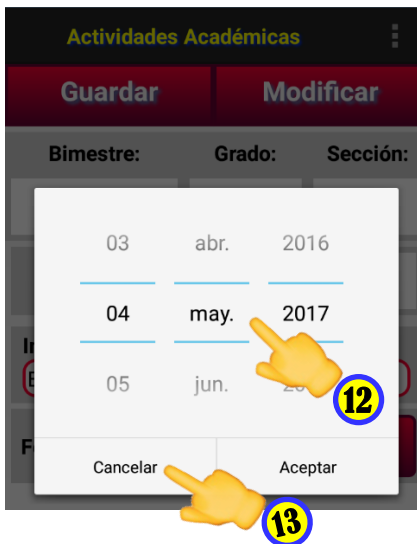 Actividades Académicas
Guardar Modificar
Bimestre: Grado: Sección:
03 abr. 2016
04 may. 2017
05 jun.
12
Cancelar Aceptar
13